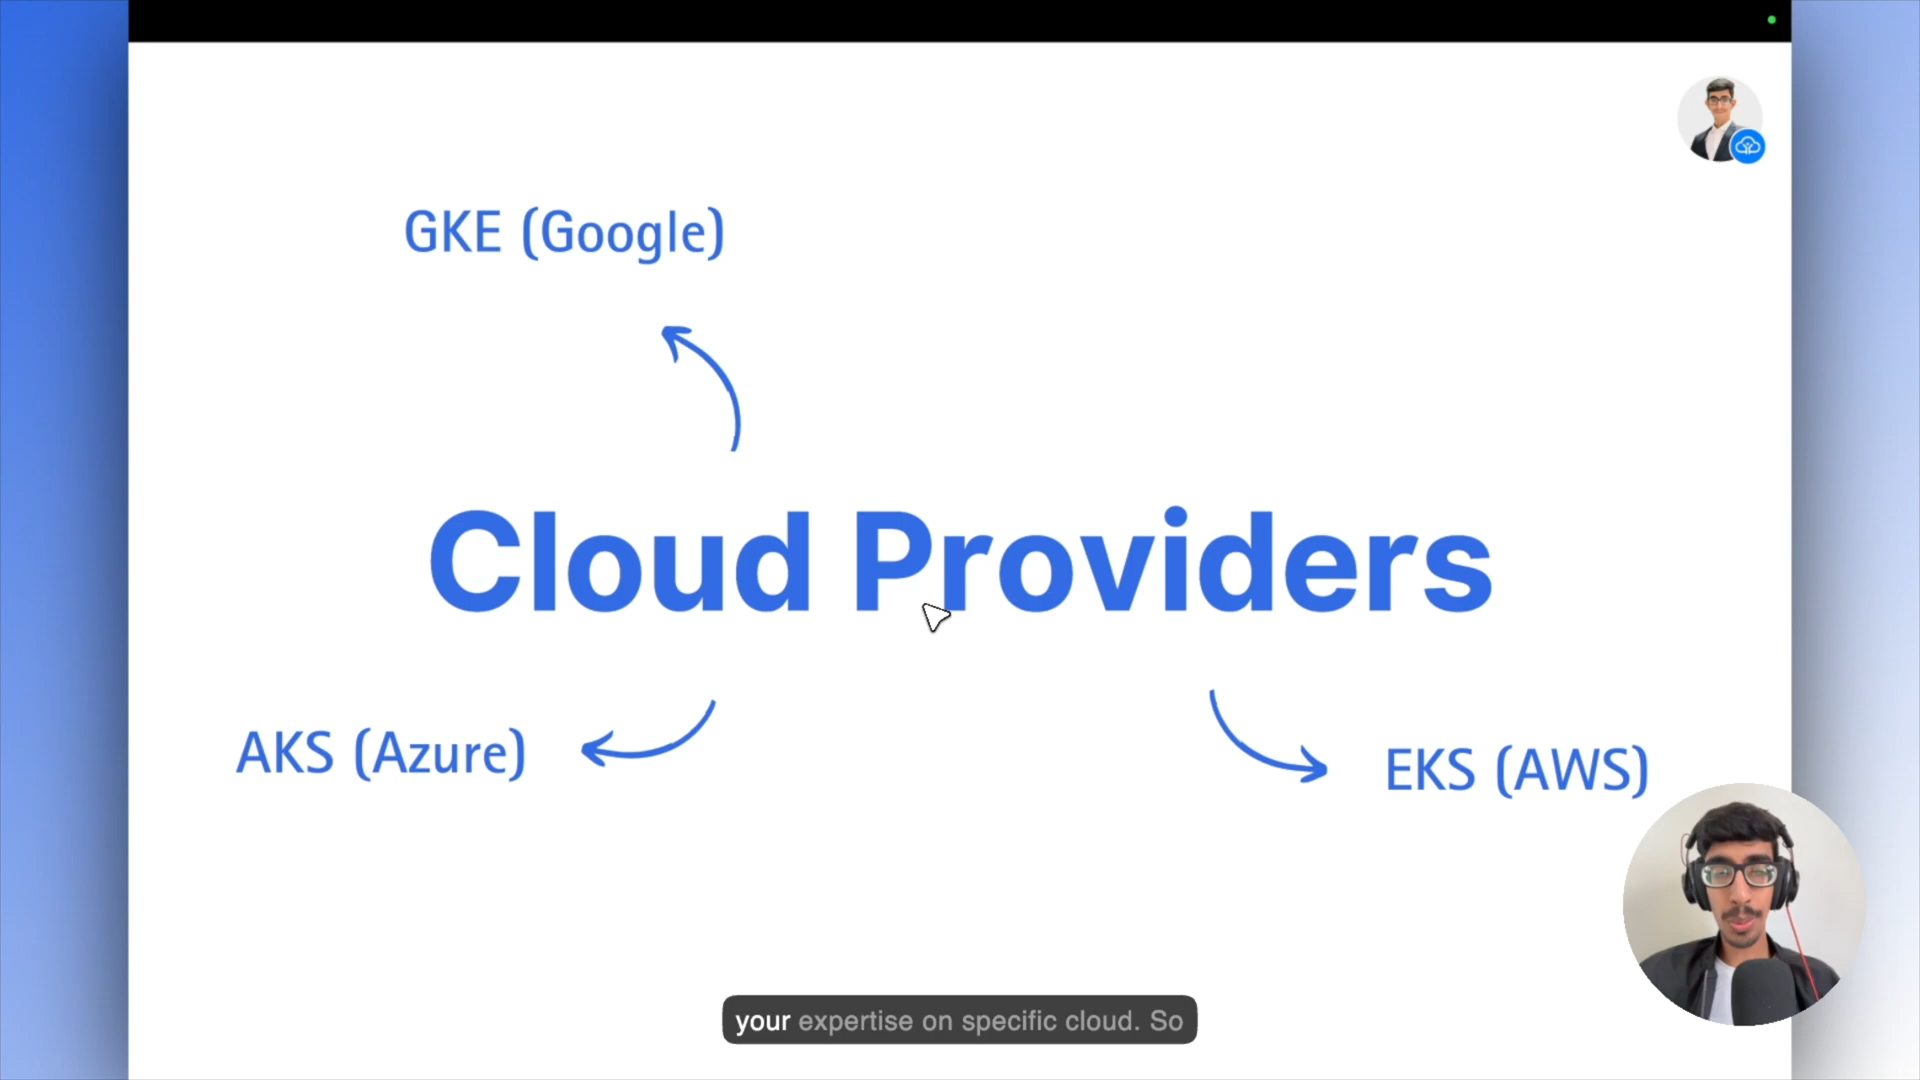 GKE (Google)
Cloud Providers
AKS (Azure)
EKS (AWS)
your expertise on specific cloud. So